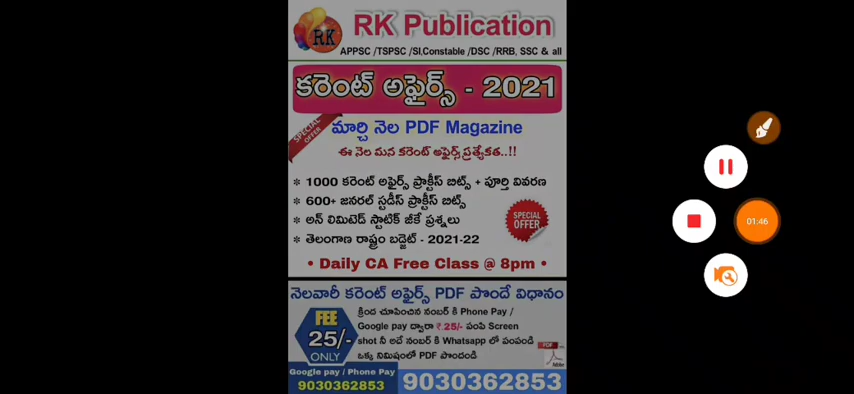 RK Publication
RK
APPSC /TSPSC /SI,Constable /DSC /RRB, SSC & all
కరెంట్ అఫైర్స్ - 2021
SPECIAL OFFER
మార్చి నెల PDF Magazine
ఈ నెల మన కరెంట్ అఫైర్స్ ప్రత్యేకత..!!
* 1000 కరెంట్ అఫైర్స్ ప్రాక్టీస్ బిట్స్ + పూర్తి వివరణ
* 600+ జనరల్ స్టడీస్ ప్రాక్టీస్ బిట్స్
* అన్ లిమిటెడ్ స్టాటిక్ జీకే ప్రశ్నలు
SPECIAL OFFER
* తెలంగాణ రాష్ట్రం బడ్జెట్ - 2021-22
• Daily CA Free Class @ 8pm •
నెలవారీ కరెంట్ అఫైర్స్ PDF పొందే విధానం
FEE
25/-
ONLY
క్రింద చూపించిన నంబర్ కి Phone Pay /
Google pay ద్వారా ₹.25/- పంపి Screen
shot నీ అదే నంబర్ కి Whatsapp లో పంపండి
ఒక్క నిమిషంలో PDF పొందండి
PDF
Adobe
Google pay / Phone Pay
9030362853
9030362853
01:46